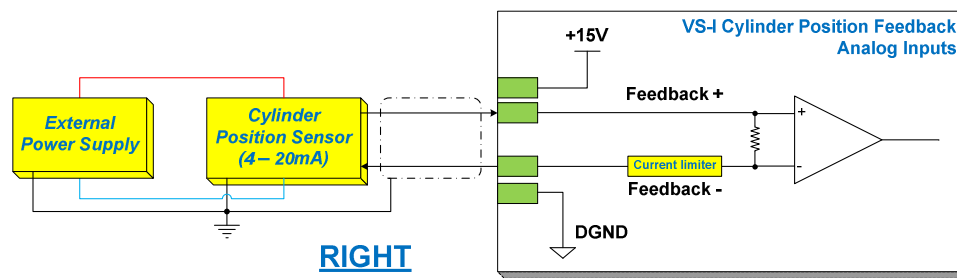 VS-I Cylinder Position Feedback
Analog Inputs
+15V
Feedback +
External
Power Supply
Cylinder
Position Sensor
(4 – 20mA)
+
-
Current limiter
Feedback -
DGND
RIGHT